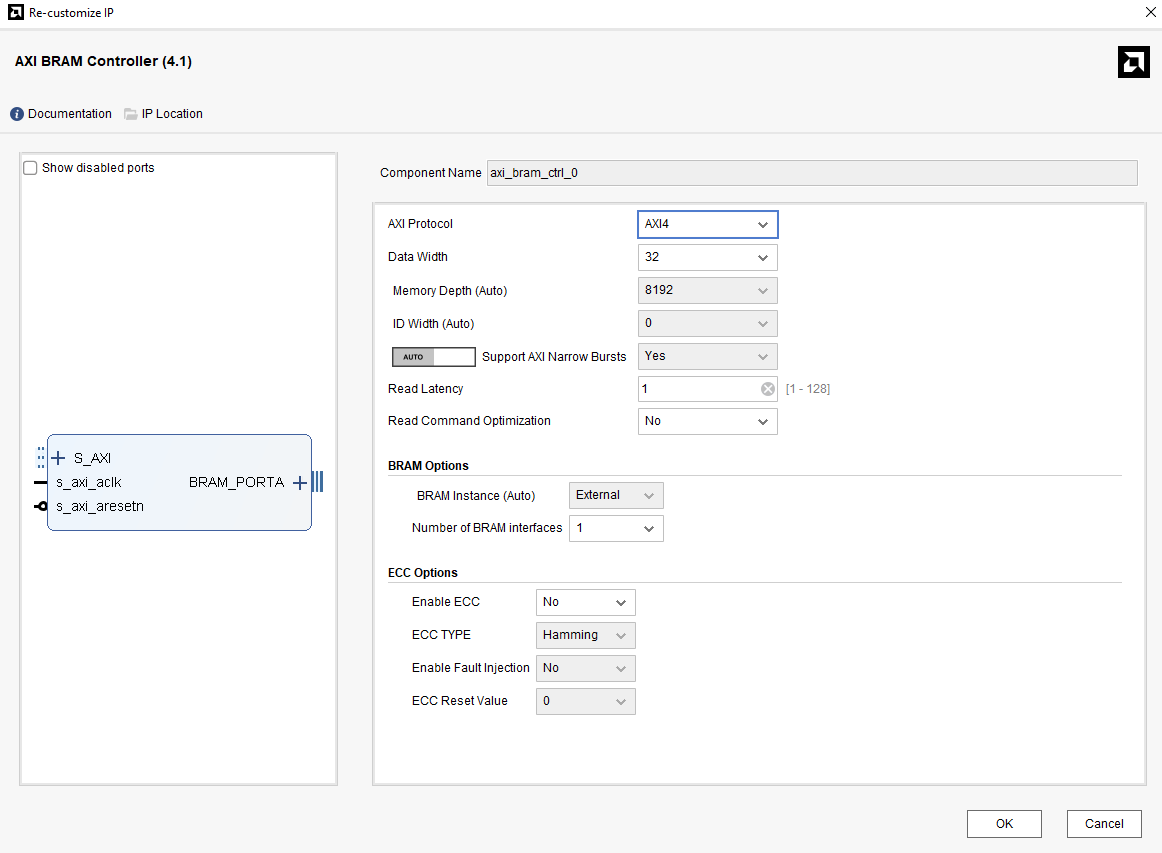 Re-customize IP
AXI BRAM Controller (4.1)
Documentation IP Location
Show disabled ports
S_AXI
s_axi_aclk BRAM_PORTA
s_axi_aresetn
Component Name axi_bram_ctrl_0
AXI Protocol AXI4
Data Width 32
Memory Depth (Auto) 8192
ID Width (Auto) 0
AUTO Support AXI Narrow Bursts Yes
Read Latency 1 [1 - 128]
Read Command Optimization No
BRAM Options
BRAM Instance (Auto) External
Number of BRAM interfaces 1
ECC Options
Enable ECC No
ECC TYPE Hamming
Enable Fault Injection No
ECC Reset Value 0
OK Cancel